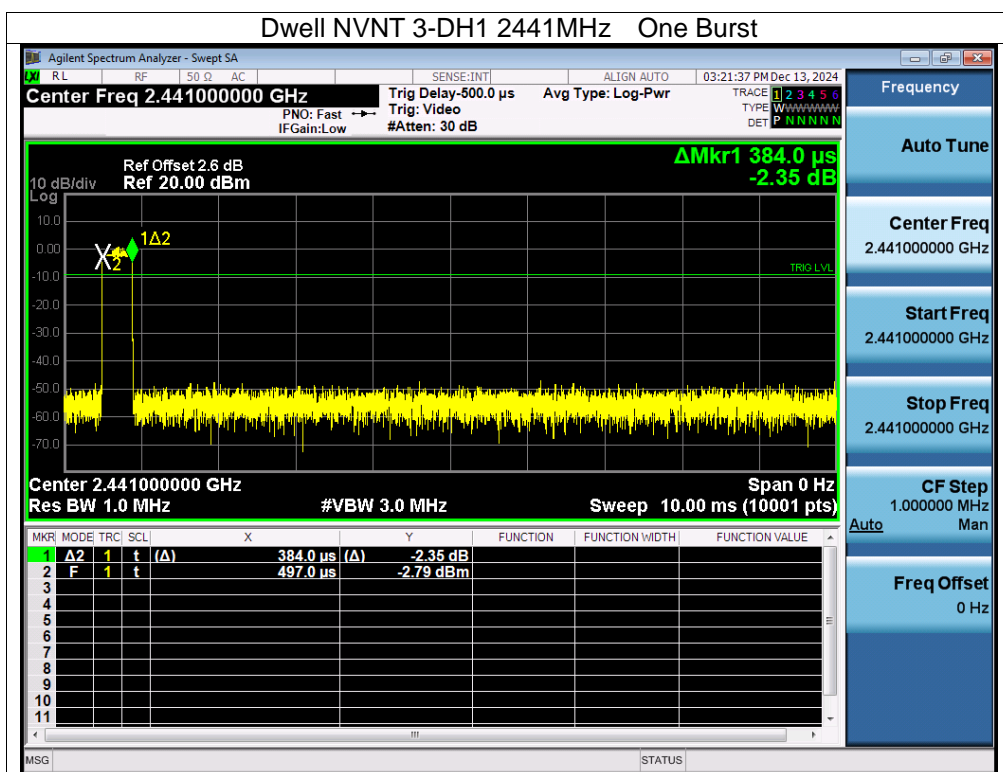 Dwell NVNT 3-DH1 2441MHz One Burst
Agilent Spectrum Analyzer - Swept SA
LXI RL RF 50 Ω AC SENSE:INT ALIGN AUTO 03:21:37 PM Dec 13, 2024
Center Freq 2.441000000 GHz Trig Delay-500.0 µs Avg Type: Log-Pwr TRACE 1 2 3 4 5 6
PNO: Fast Trig: Video TYPE WWWWWWW
IFGain:Low #Atten: 30 dB DET P N N N N N
ΔMkr1 384.0 µs
-2.35 dB
Ref Offset 2.6 dB
10 dB/div Ref 20.00 dBm
Log
10.0
0.00
-10.0
-20.0
-30.0
-40.0
-50.0
-60.0
-70.0
1Δ2
X2
TRIG LVL
Center 2.441000000 GHz Span 0 Hz
Res BW 1.0 MHz #VBW 3.0 MHz Sweep 10.00 ms (10001 pts)
MKR MODE TRC SCL X Y FUNCTION FUNCTION WIDTH FUNCTION VALUE
1 Δ2 1 t (Δ) 384.0 µs (Δ) -2.35 dB
2 F 1 t 497.0 µs -2.79 dBm
3
4
5
6
7
8
9
10
11
MSG STATUS
Frequency
Auto Tune
Center Freq
2.441000000 GHz
Start Freq
2.441000000 GHz
Stop Freq
2.441000000 GHz
CF Step
1.000000 MHz
Auto Man
Freq Offset
0 Hz